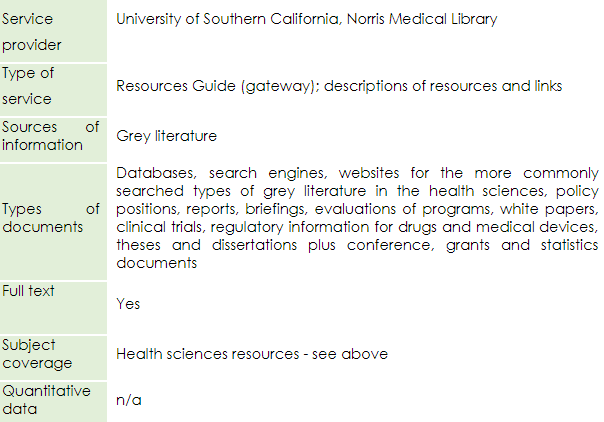 Service
provider
University of Southern California, Norris Medical Library
Type of
service
Resources Guide (gateway); descriptions of resources and links
Sources of
information
Grey literature
Types of
documents
Databases, search engines, websites for the more commonly
searched types of grey literature in the health sciences, policy
positions, reports, briefings, evaluations of programs, white papers,
clinical trials, regulatory information for drugs and medical devices,
theses and dissertations plus conference, grants and statistics
documents
Full text
Yes
Subject
coverage
Health sciences resources - see above
Quantitative
data
n/a